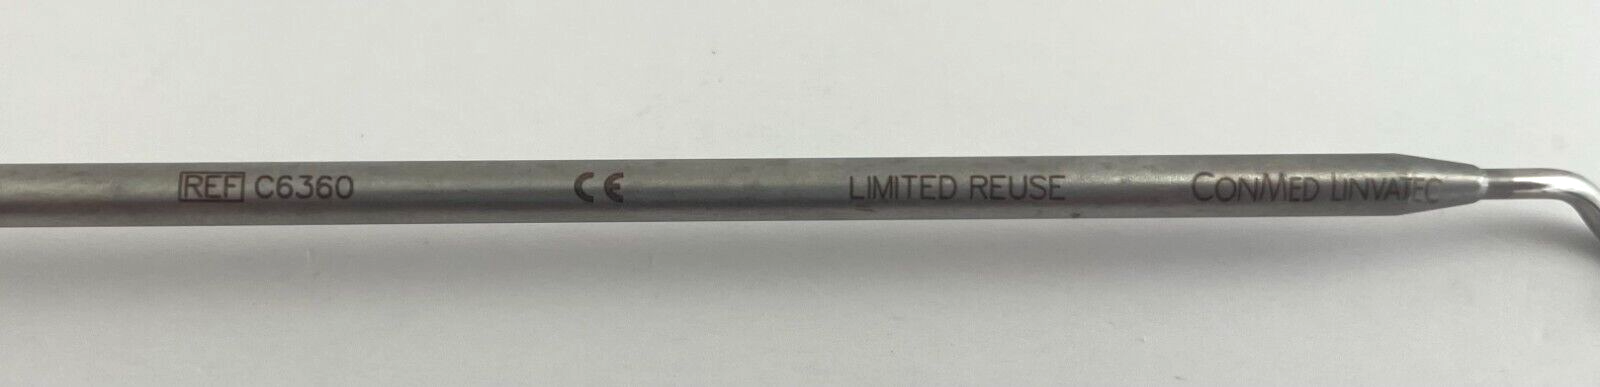 REF C6360 CE LIMITED REUSE CONMED LINVATEC